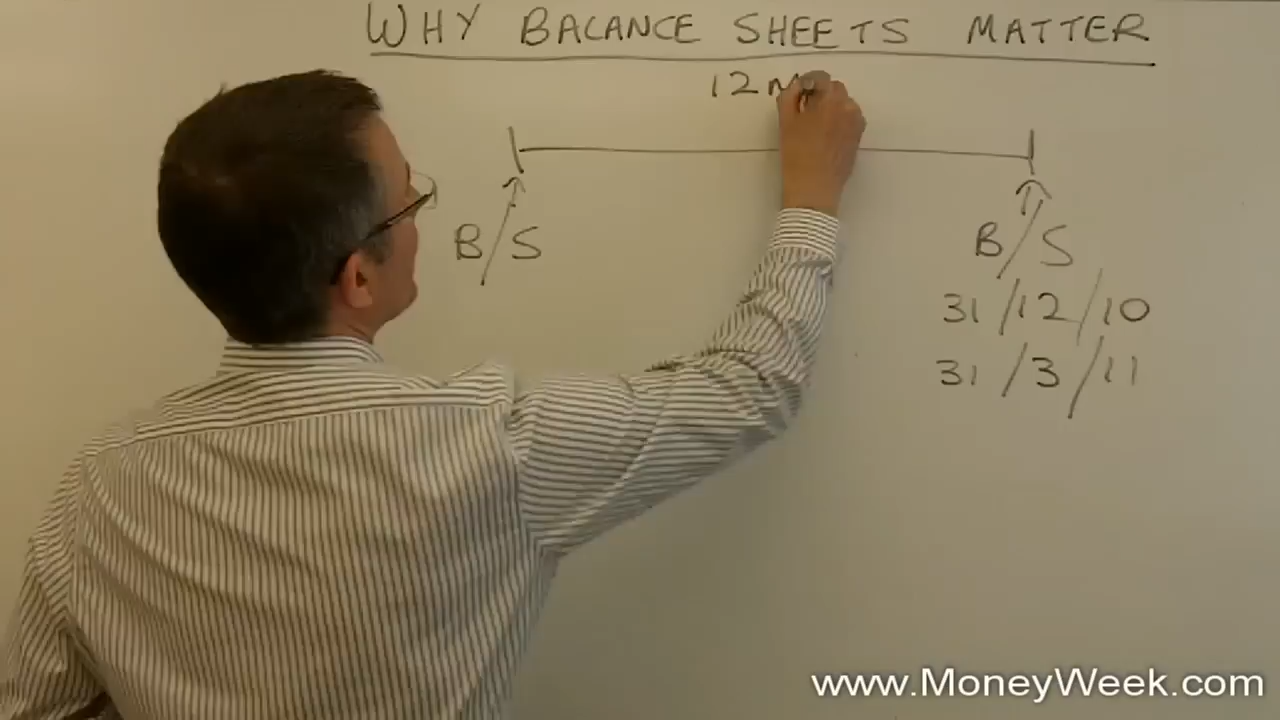 WHY BALANCE SHEETS MATTER
12
B/S
B/S
31/12/10
31/3/11
www.MoneyWeek.com